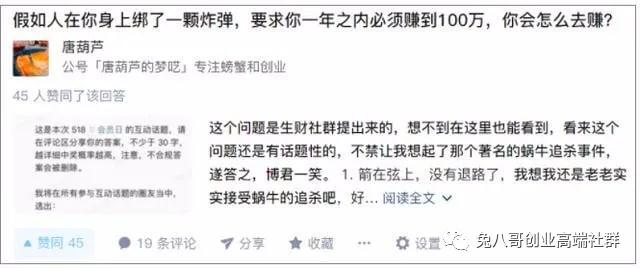 假如人在你身上绑了一颗炸弹，要求你一年之内必须赚到100万，你会怎么去赚？
唐葫芦
公号「唐葫芦的梦呓」专注螃蟹和创业
45 人赞同了该回答
这是本次 518 会员日 的互动话题，请
在评论区分享你的答案，不少于 30 字，
越详细中奖概率越高，注意，不合规答
案会被删除。
我将在所有参与互动话题的圈友当中，
选出：
这个问题是生财社群提出来的，想不到在这里也能看到，看来这个
问题还是有话题性的，不禁让我想起了那个著名的蜗牛追杀事件，
遂答之，博君一笑。 1. 箭在弦上，没有退路了，我想我还是老老实
实接受蜗牛的追杀吧，好... 阅读全文
赞同 45 19 条评论 分享 收藏 设置
兔八哥创业高端社群